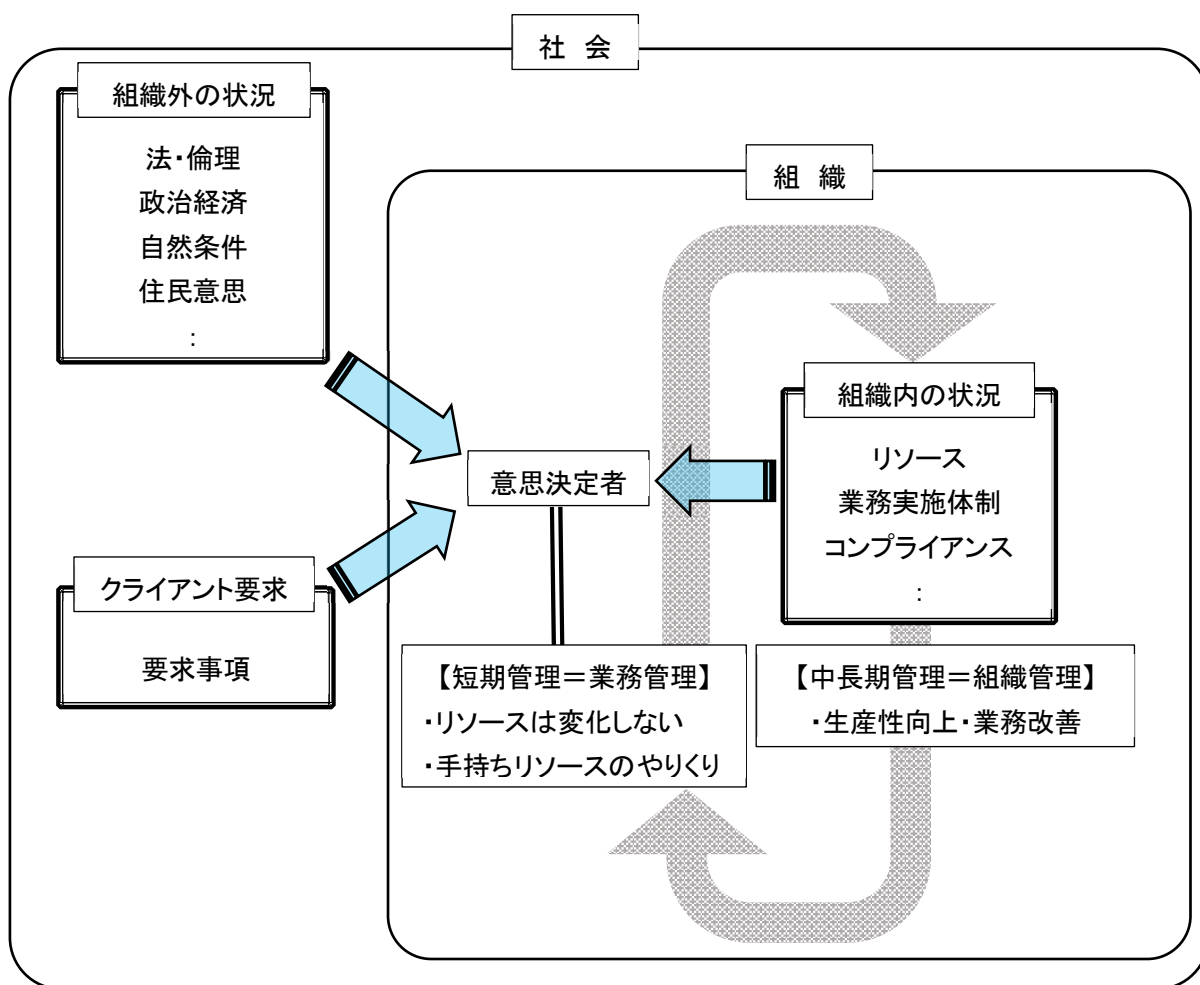 社 会
組織外の状況
法・倫理
政治経済
自然条件
住民意思
:
クライアント要求
要求事項
組 織
意思決定者
組織内の状況
リソース
業務実施体制
コンプライアンス
:
【短期管理＝業務管理】
・リソースは変化しない
・手持ちリソースのやりくり
【中長期管理＝組織管理】
・生産性向上・業務改善